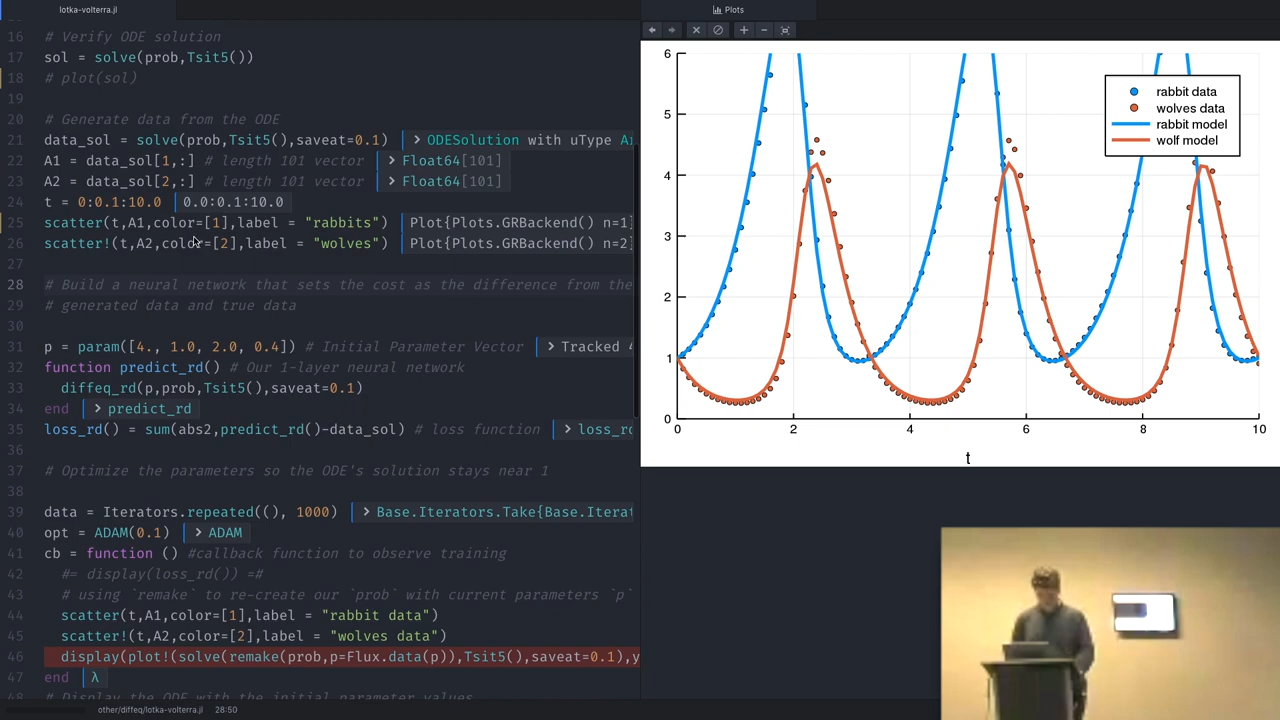 lotka-volterra.jl
Plots
16 # Verify ODE solution
17 sol = solve(prob,Tsit5())
18 # plot(sol)
19
20 # Generate data from the ODE
21 data_sol = solve(prob,Tsit5(),saveat=0.1) > ODESolution with uType
22 A1 = data_sol[1,:] # length 101 vector > Float64[101]
23 A2 = data_sol[2,:] # length 101 vector > Float64[101]
24 t = 0:0.1:10.0 0.0:0.1:10.0
25 scatter(t,A1,color=[1],label = "rabbits") Plot{Plots.GRBackend() n=1
26 scatter!(t,A2,color=[2],label = "wolves") Plot{Plots.GRBackend() n=2
27
28 # Build a neural network that sets the cost as the difference from the
29 # generated data and true data
30
31 p = param([4., 1.0, 2.0, 0.4]) # Initial Parameter Vector > Tracked
32 function predict_rd() # Our 1-layer neural network
33 diffeq_rd(p,prob,Tsit5(),saveat=0.1)
34 end > predict_rd
35 loss_rd() = sum(abs2,predict_rd()-data_sol) # loss function > loss_rd
36
37 # Optimize the parameters so the ODE's solution stays near 1
38
39 data = Iterators.repeated((), 1000) > Base.Iterators.Take{Base.Iterat
40 opt = ADAM(0.1) > ADAM
41 cb = function () #callback function to observe training
42 #= display(loss_rd()) =#
43 # using `remake` to re-create our `prob` with current parameters `p`
44 scatter(t,A1,color=[1],label = "rabbit data")
45 scatter!(t,A2,color=[2],label = "wolves data")
46 display(plot!(solve(remake(prob,p=Flux.data(p)),Tsit5(),saveat=0.1),y
47 end λ
48 # Display the ODE with the initial parameter values
other/diffeq/lotka-volterra.jl 28:50
6
5
4
3
2
1
0
0 2 4 6 8 10
t
rabbit data
wolves data
rabbit model
wolf model